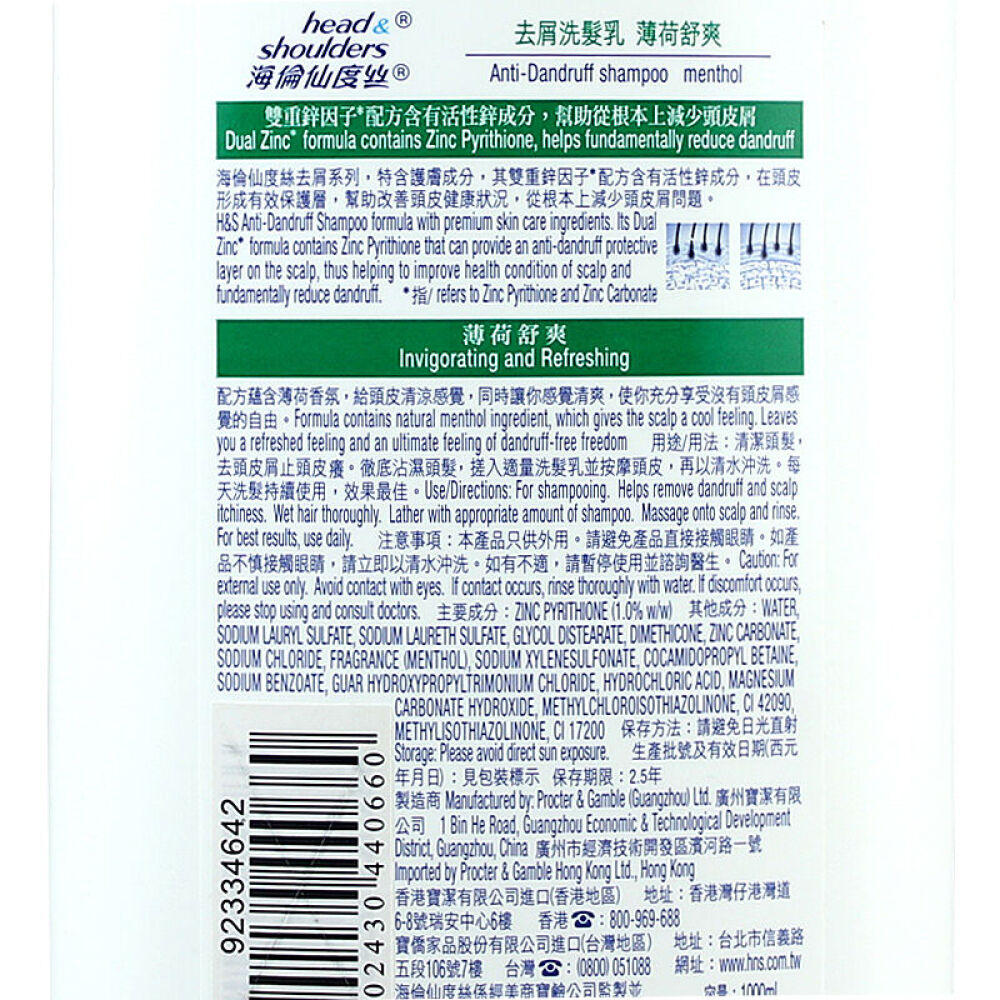 head & ®
shoulders
海倫仙度丝®
去屑洗髮乳 薄荷舒爽
Anti-Dandruff shampoo menthol
雙重鋅因子*配方含有活性鋅成分，幫助從根本上減少頭皮屑
Dual Zinc* formula contains Zinc Pyrithione, helps fundamentally reduce dandruff
海倫仙度絲去屑系列，特含護膚成分，其雙重鋅因子*配方含有活性鋅成分，在頭皮
形成有效保護層，幫助改善頭皮健康狀況，從根本上減少頭皮屑問題。
H&S Anti-Dandruff Shampoo formula with premium skin care ingredients. Its Dual
Zinc* formula contains Zinc Pyrithione that can provide an anti-dandruff protective
layer on the scalp, thus helping to improve health condition of scalp and
fundamentally reduce dandruff. *指/ refers to Zinc Pyrithione and Zinc Carbonate
薄荷舒爽
Invigorating and Refreshing
配方蘊含薄荷香氛，給頭皮清涼感覺，同時讓你感覺清爽，使你充分享受沒有頭皮屑感
覺的自由。Formula contains natural menthol ingredient, which gives the scalp a cool feeling. Leaves
you a refreshed feeling and an ultimate feeling of dandruff-free freedom 用途/用法：清潔頭髮，
去頭皮屑止頭皮癢。徹底沾濕頭髮，搓入適量洗髮乳並按摩頭皮，再以清水沖洗。每
天洗髮持續使用，效果最佳。Use/Directions: For shampooing. Helps remove dandruff and scalp
itchiness. Wet hair thoroughly. Lather with appropriate amount of shampoo. Massage onto scalp and rinse.
For best results, use daily. 注意事項：本產品只供外用。請避免產品直接接觸眼睛。如產
品不慎接觸眼睛，請立即以清水沖洗。如有不適，請暫停使用並諮詢醫生。Caution: For
external use only. Avoid contact with eyes. If contact occurs, rinse thoroughly with water. If discomfort occurs,
please stop using and consult doctors. 主要成分：ZINC PYRITHIONE (1.0% w/w) 其他成分：WATER,
SODIUM LAURYL SULFATE, SODIUM LAURETH SULFATE, GLYCOL DISTEARATE, DIMETHICONE, ZINC CARBONATE,
SODIUM CHLORIDE, FRAGRANCE (MENTHOL), SODIUM XYLENESULFONATE, COCAMIDOPROPYL BETAINE,
SODIUM BENZOATE, GUAR HYDROXYPROPYLTRIMONIUM CHLORIDE, HYDROCHLORIC ACID, MAGNESIUM
CARBONATE HYDROXIDE, METHYLCHLOROISOTHIAZOLINONE, CI 42090,
METHYLISOTHIAZOLINONE, CI 17200 保存方法：請避免日光直射
Storage: Please avoid direct sun exposure. 生產批號及有效日期(西元
年月日)：見包裝標示 保存期限：2.5年
製造商 Manufactured by: Procter & Gamble (Guangzhou) Ltd. 廣州寶潔有限
公司 1 Bin He Road, Guangzhou Economic & Technological Development
District, Guangzhou, China 廣州市經濟技術開發區濱河路一號
Imported by Procter & Gamble Hong Kong Ltd., Hong Kong
香港寶潔有限公司進口(香港地區) 地址：香港灣仔港灣道
6-8號瑞安中心6樓 香港☎：800-969-688
寶僑家品股份有限公司進口(台灣地區) 地址：台北市信義路
五段106號7樓 台灣☎：(0800) 051088 網址：www.hns.com.tw
海倫仙度絲係經美商寶鹼公司監製並 容量：1000ml
92334642
02430440660